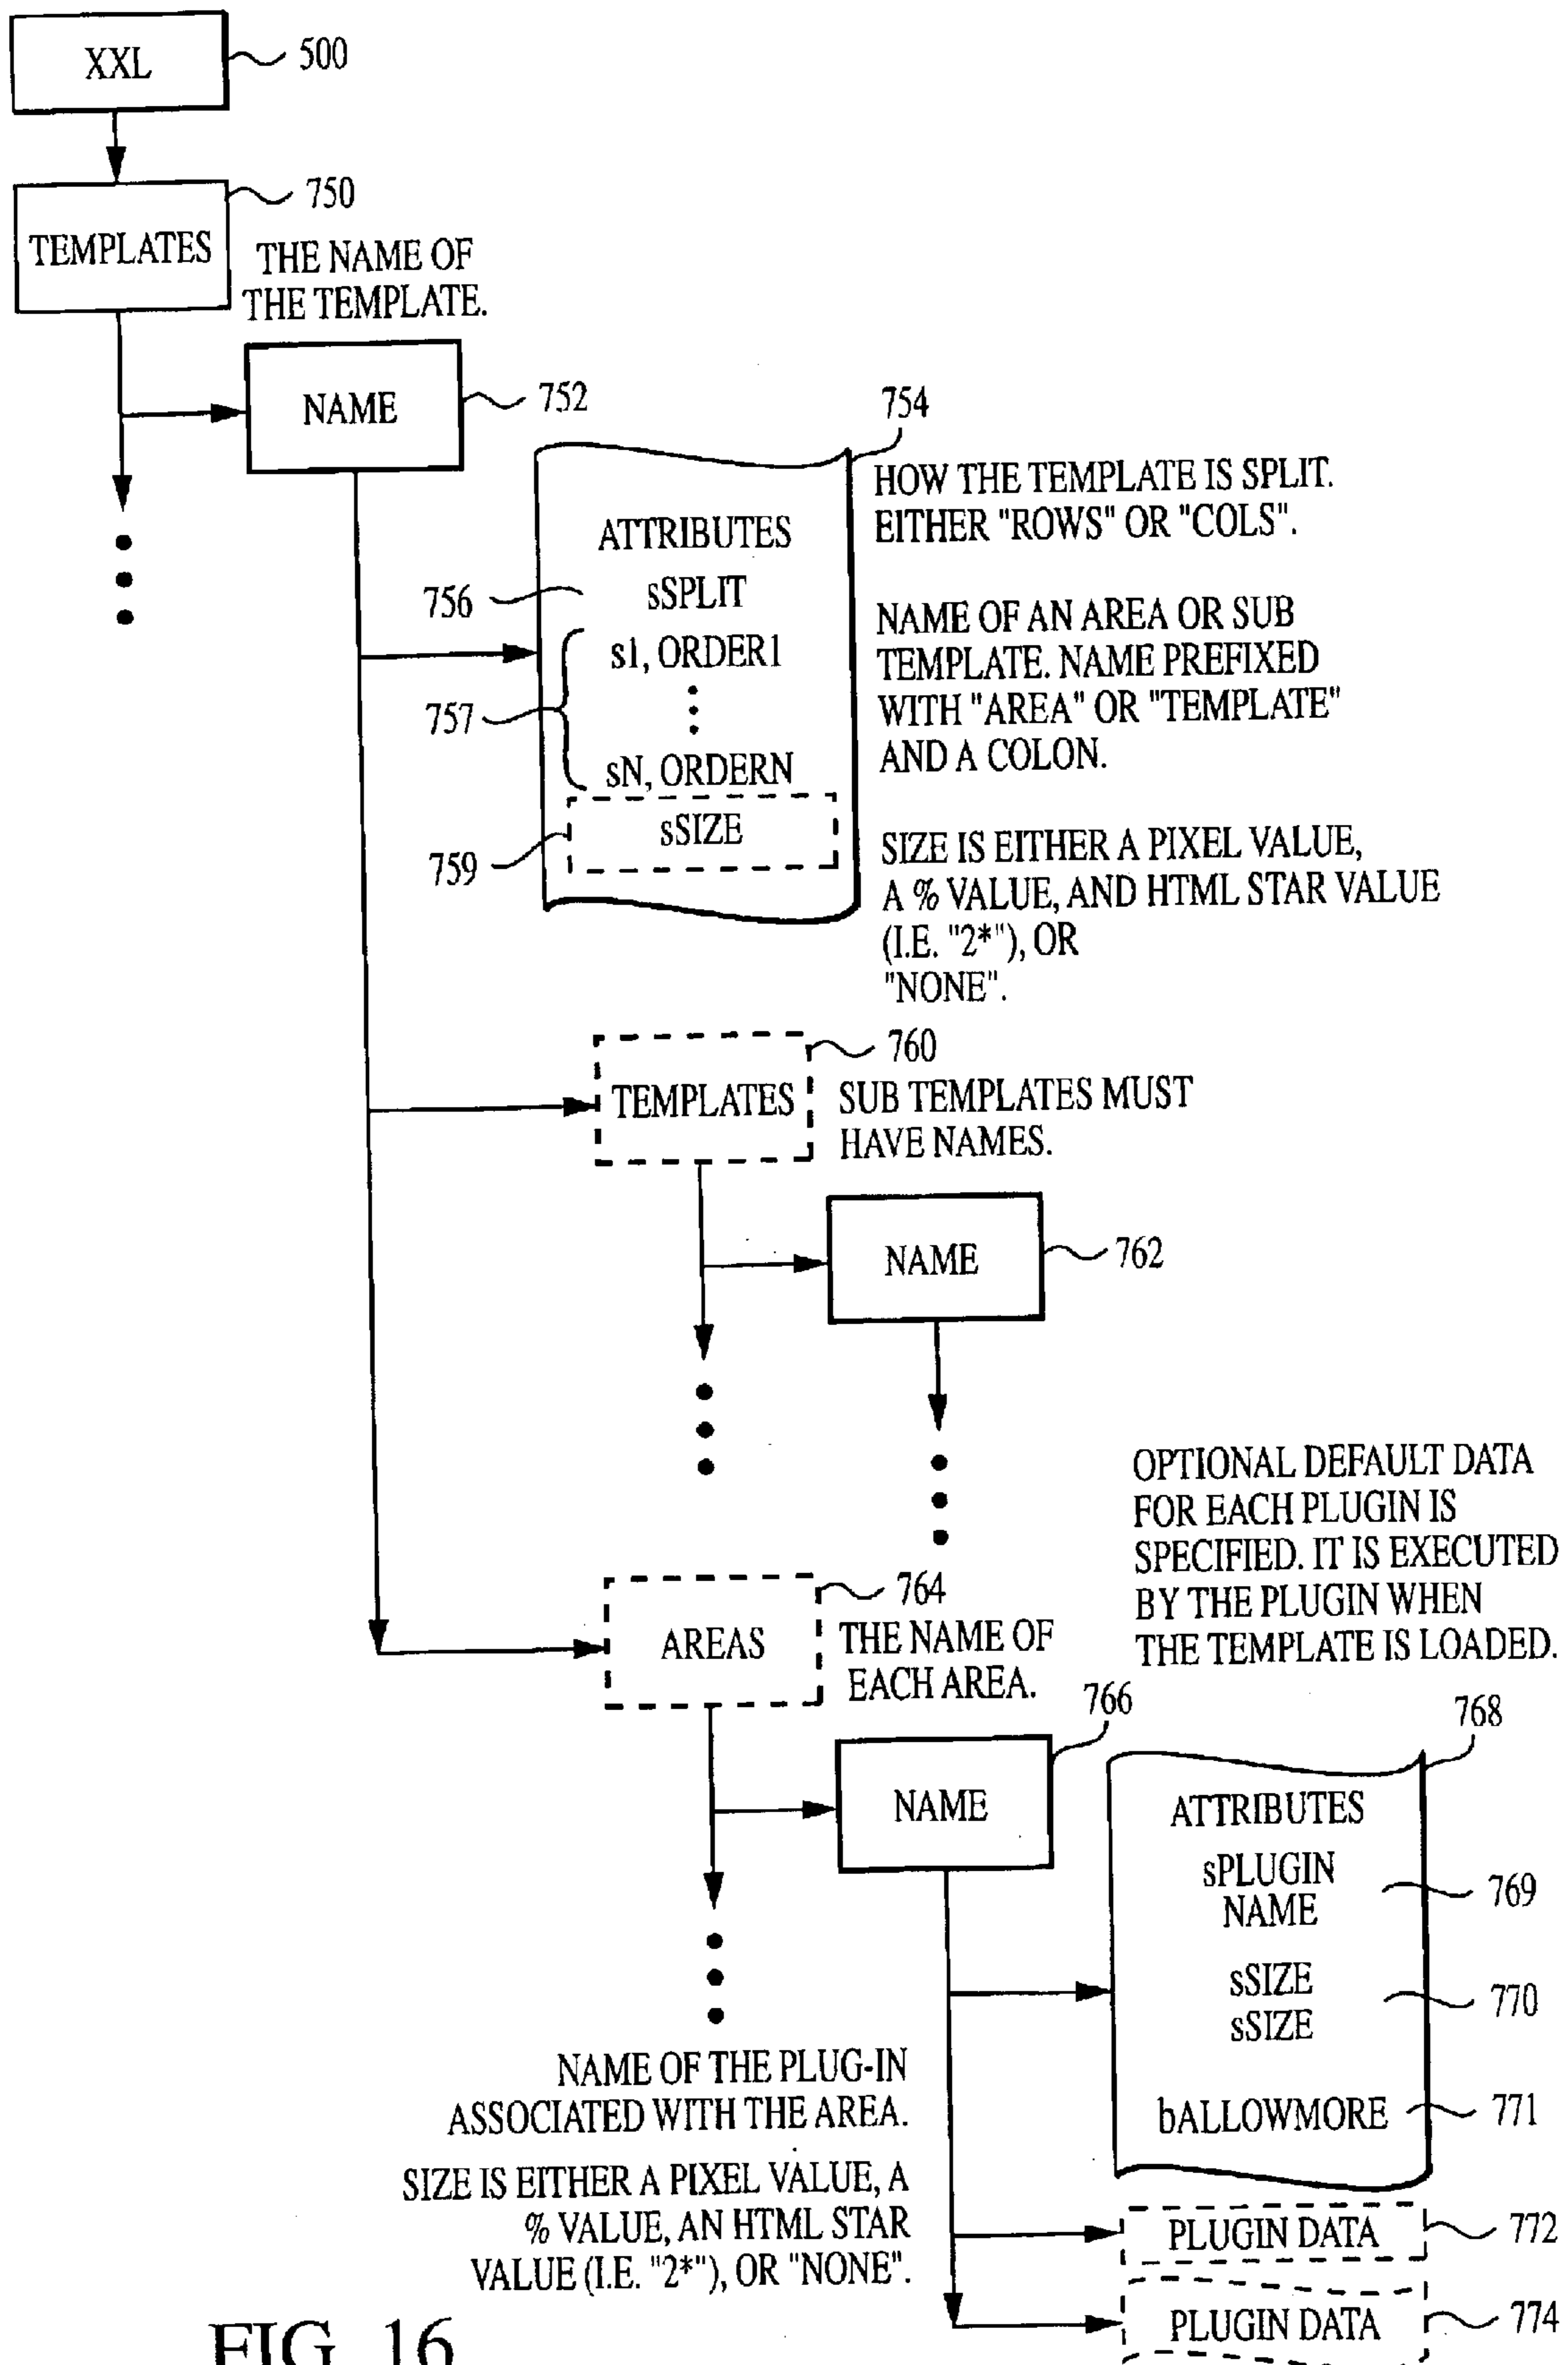 XXL
500
750
TEMPLATES
THE NAME OF
THE TEMPLATE.
NAME
752
754
HOW THE TEMPLATE IS SPLIT.
EITHER "ROWS" OR "COLS".
ATTRIBUTES
756
sSPLIT
s1, ORDER1
757
sN, ORDERN
NAME OF AN AREA OR SUB
TEMPLATE. NAME PREFIXED
WITH "AREA" OR "TEMPLATE"
AND A COLON.
sSIZE
759
SIZE IS EITHER A PIXEL VALUE,
A % VALUE, AND HTML STAR VALUE
(I.E. "2*"), OR
"NONE".
760
TEMPLATES
SUB TEMPLATES MUST
HAVE NAMES.
NAME
762
OPTIONAL DEFAULT DATA
FOR EACH PLUGIN IS
SPECIFIED. IT IS EXECUTED
BY THE PLUGIN WHEN
THE TEMPLATE IS LOADED.
764
AREAS
THE NAME OF
EACH AREA.
766
NAME
768
ATTRIBUTES
sPLUGIN
NAME
769
sSIZE
sSIZE
770
bALLOWMORE
771
NAME OF THE PLUG-IN
ASSOCIATED WITH THE AREA.
SIZE IS EITHER A PIXEL VALUE, A
% VALUE, AN HTML STAR
VALUE (I.E. "2*"), OR "NONE".
PLUGIN DATA
772
PLUGIN DATA
774
FIG. 16